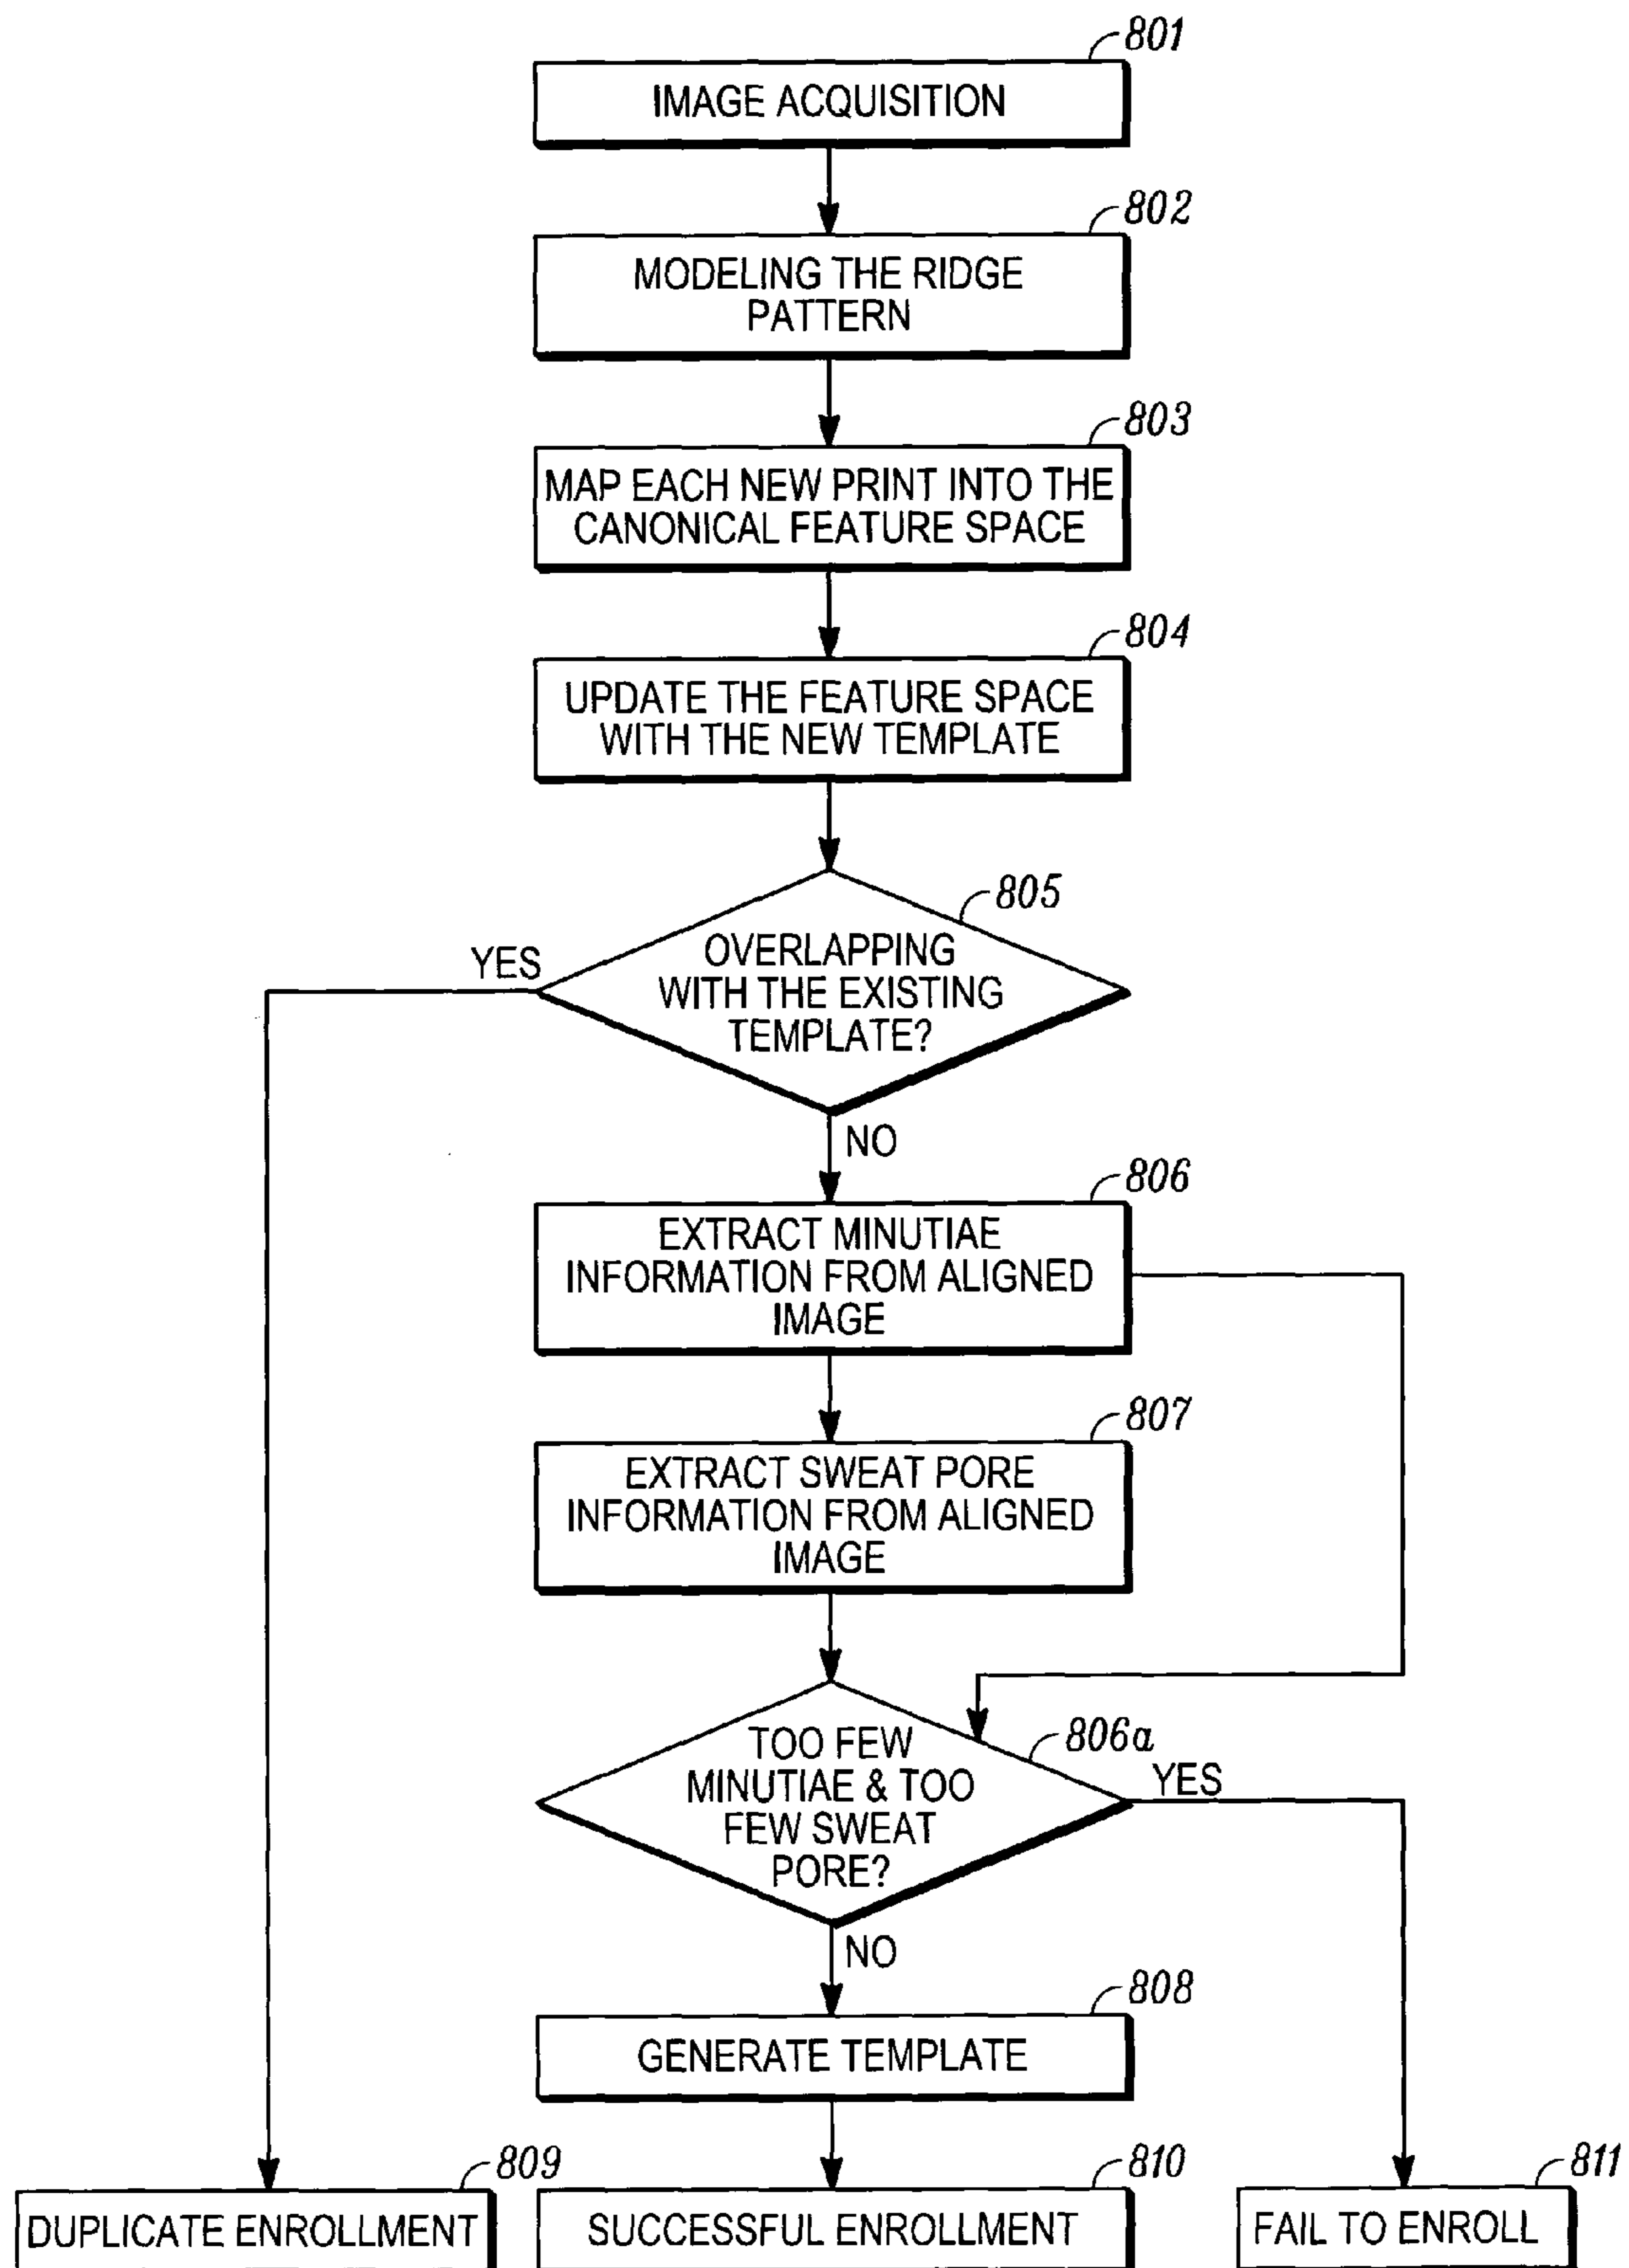 801
IMAGE ACQUISITION
802
MODELING THE RIDGE
PATTERN
803
MAP EACH NEW PRINT INTO THE
CANONICAL FEATURE SPACE
804
UPDATE THE FEATURE SPACE
WITH THE NEW TEMPLATE
805
YES
OVERLAPPING
WITH THE EXISTING
TEMPLATE?
NO
806
EXTRACT MINUTIAE
INFORMATION FROM ALIGNED
IMAGE
807
EXTRACT SWEAT PORE
INFORMATION FROM ALIGNED
IMAGE
806a
TOO FEW
MINUTIAE & TOO
FEW SWEAT
PORE?
YES
NO
808
GENERATE TEMPLATE
809
DUPLICATE ENROLLMENT
810
SUCCESSFUL ENROLLMENT
811
FAIL TO ENROLL